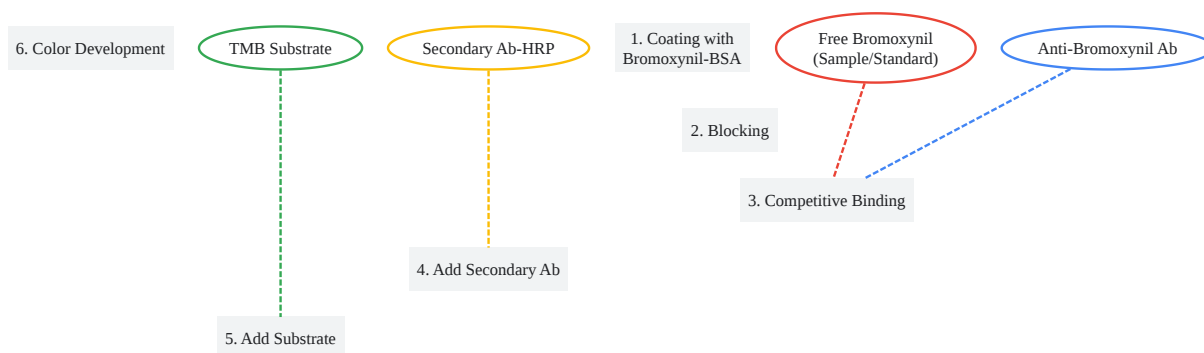 6. Color Development
TMB Substrate
Secondary Ab-HRP
1. Coating with
Bromoxynil-BSA
Free Bromoxynil
(Sample/Standard)
Anti-Bromoxynil Ab
2. Blocking
3. Competitive Binding
4. Add Secondary Ab
5. Add Substrate